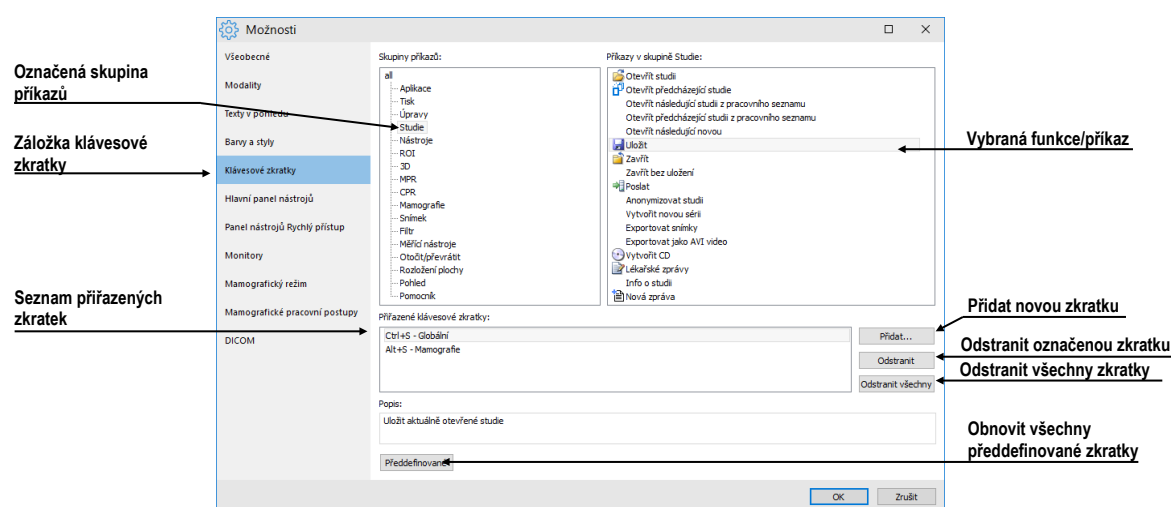 Možnosti
Označená skupina
příkazů
Záložka klávesové
zkratky
Seznam přiřazených
zkratek
Všeobecné
Modality
Texty v pohledu
Barvy a styly
Klávesové zkratky
Hlavní panel nástrojů
Panel nástrojů Rychlý přístup
Monitory
Mamografický režim
Mamografické pracovní postupy
DICOM
Skupiny příkazů:
all
Aplikace
Tisk
Úpravy
Studie
Nástroje
ROI
3D
MPR
CPR
Mamografie
Snímek
Filtr
Měřící nástroje
Otočit/převrátit
Rozložení plochy
Pohled
Pomocník
Příkazy v skupině Studie:
Otevřít studii
Otevřít předcházející studie
Otevřít následující studii z pracovního seznamu
Otevřít předcházející studii z pracovního seznamu
Otevřít následující novou
Uložit
Zavřít
Zavřít bez uložení
Poslat
Anonymizovat studii
Vytvořit novou sérii
Exportovat snímky
Exportovat jako AVI video
Vytvořit CD
Lékařské zprávy
Info o studii
Nová zpráva
Přiřazené klávesové zkratky:
Ctrl+S - Globální
Alt+S - Mamografie
Přidat...
Odstranit
Odstranit všechny
Popis:
Uložit aktuálně otevřené studie
Předdefinované
OK
Zrušit
Vybraná funkce/příkaz
Přidat novou zkratku
Odstranit označenou zkratku
Odstranit všechny zkratky
Obnovit všechny
předdefinované zkratky